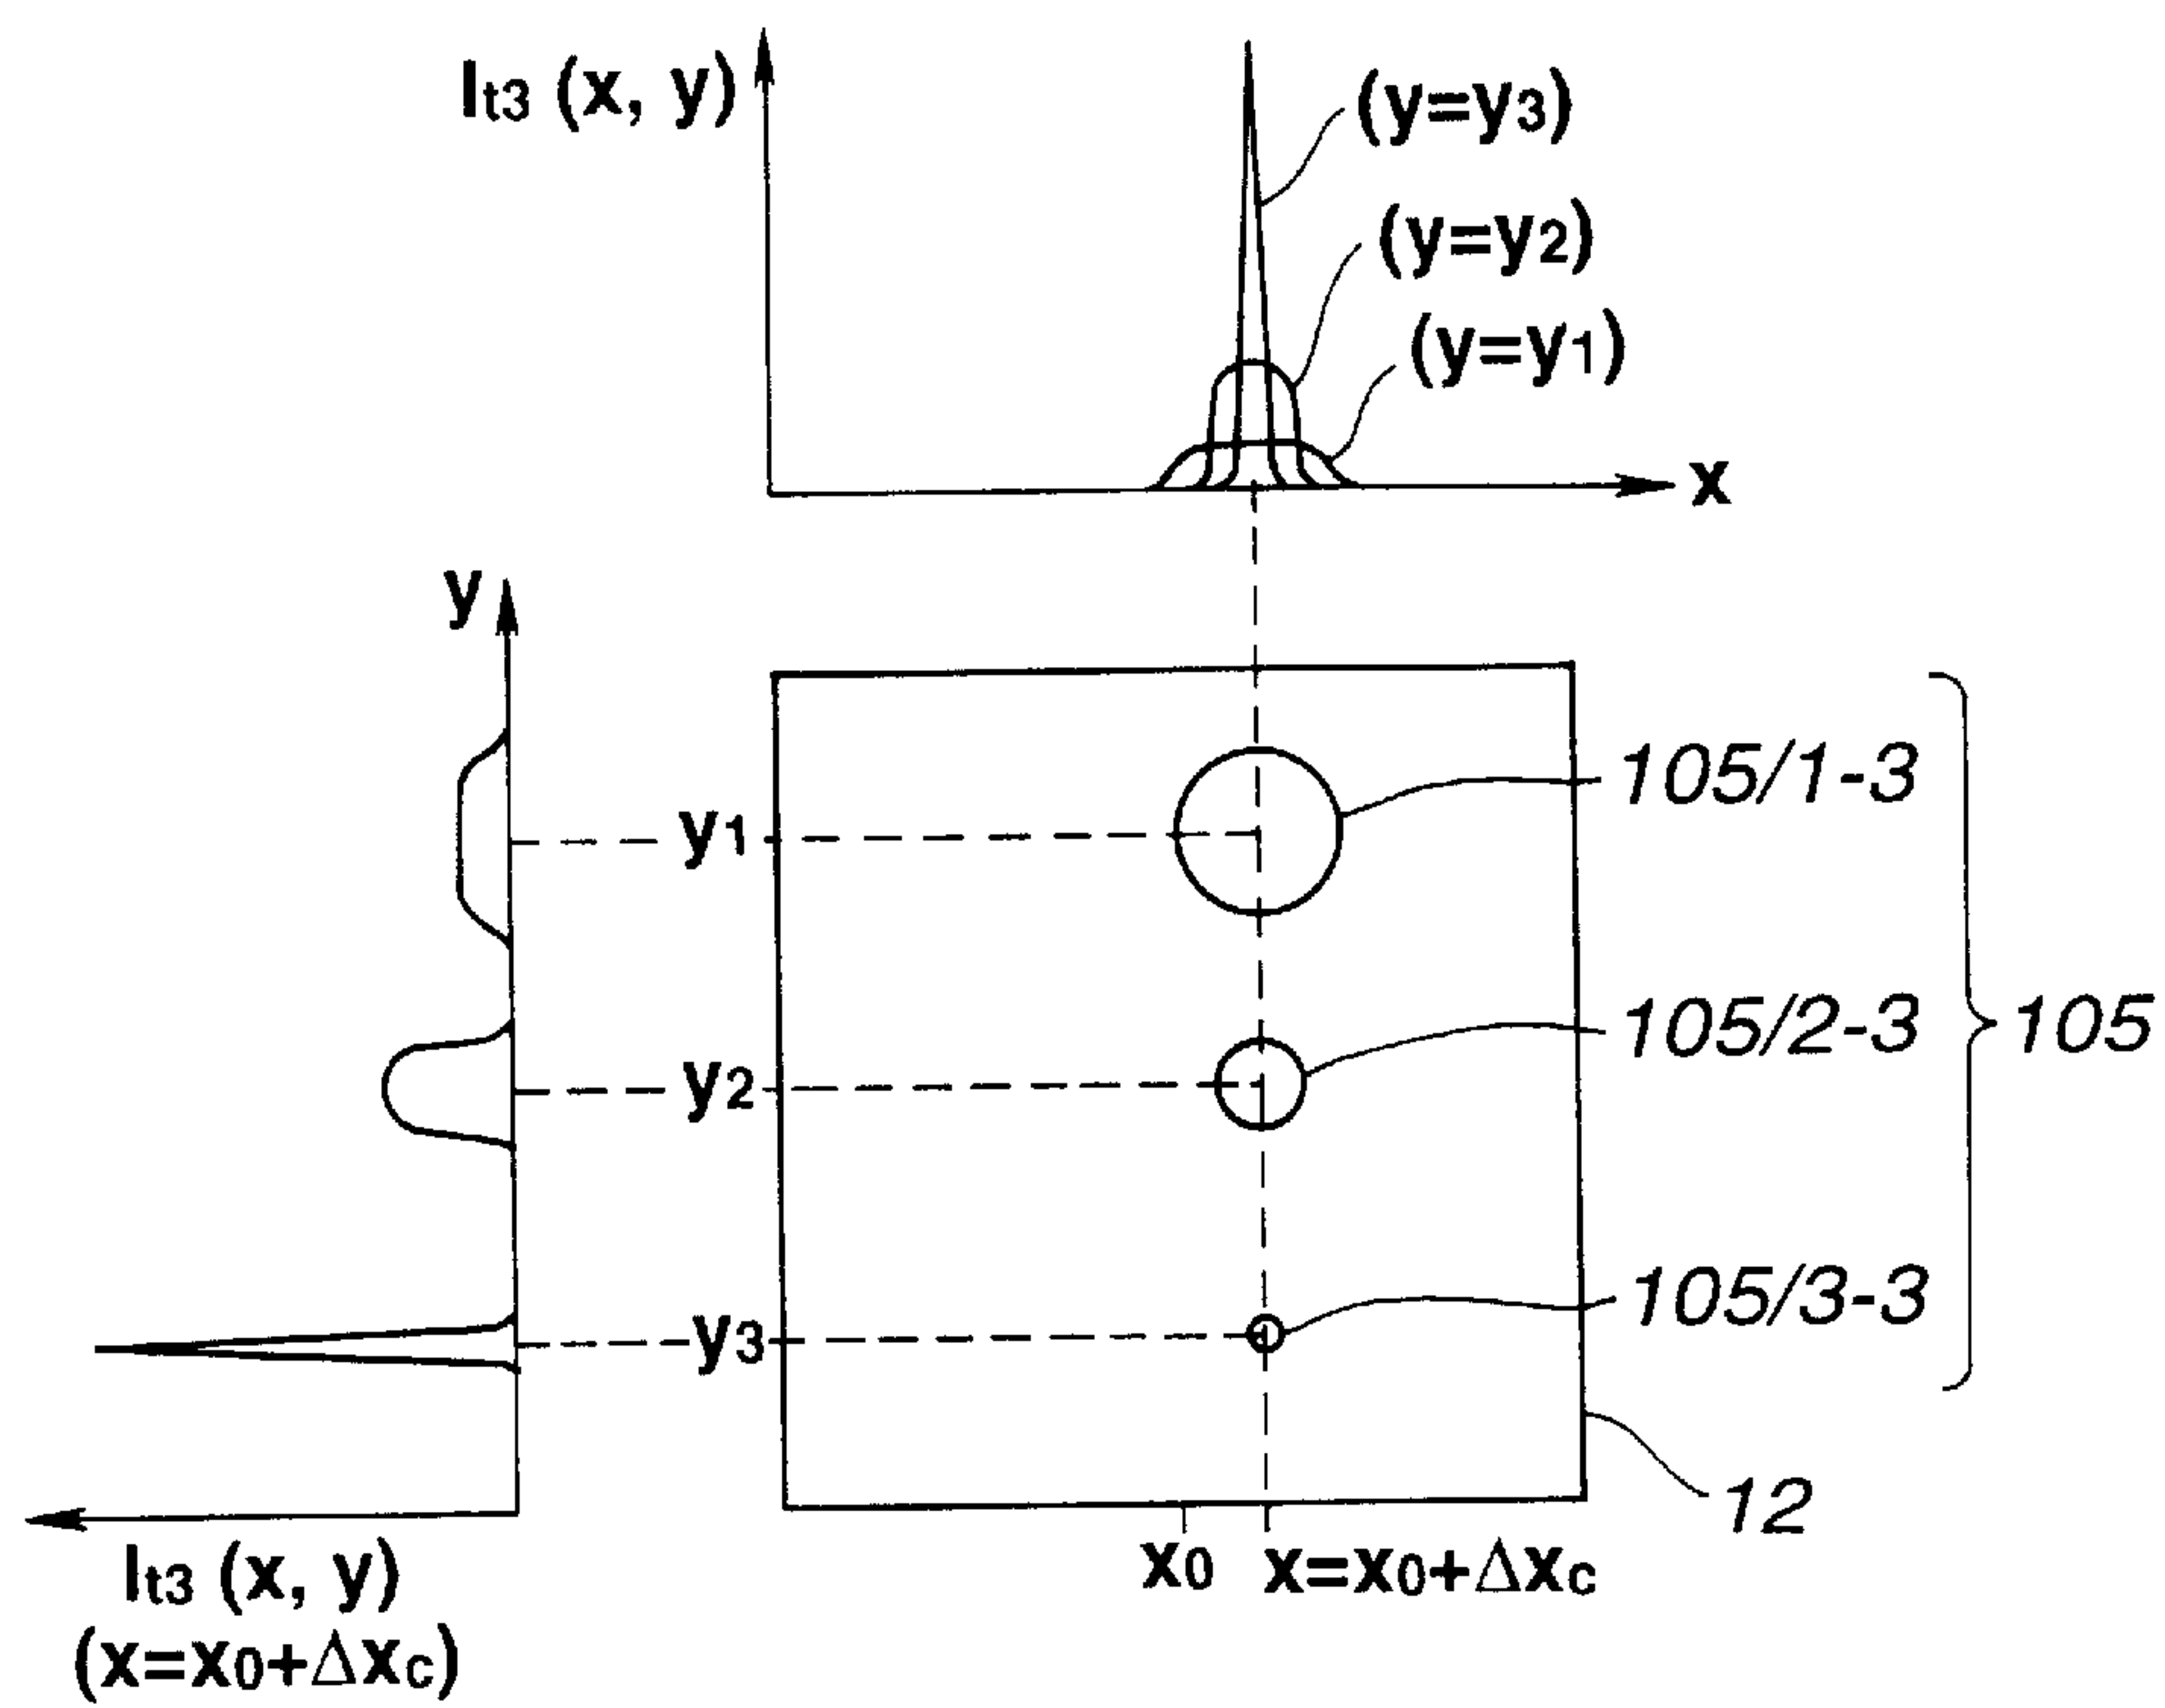 It3 (x, y)
(y=y3)
(y=y2)
(y=y1)
x
y
y1
105/1-3
y2
105/2-3
105
y3
105/3-3
12
x0
x=x0+Δxc
It3 (x, y)
(x=x0+Δxc)